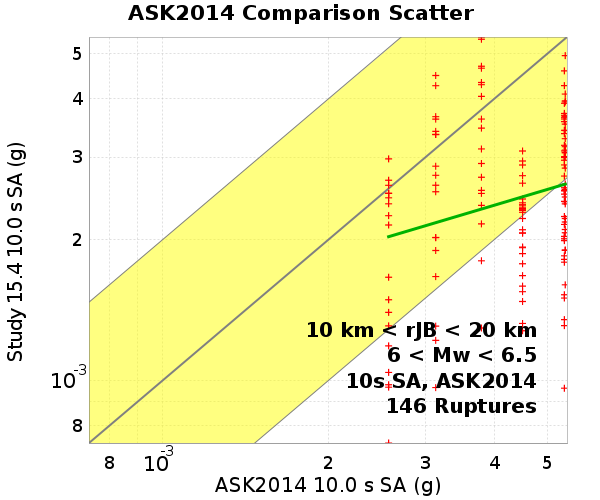 ASK2014 Comparison Scatter
Study 15.4 10.0 s SA (g)
5
4
3
2
10-3
8
10 km < rJB < 20 km
6 < Mw < 6.5
10s SA, ASK2014
146 Ruptures
8 10-3 2 3 4 5
ASK2014 10.0 s SA (g)